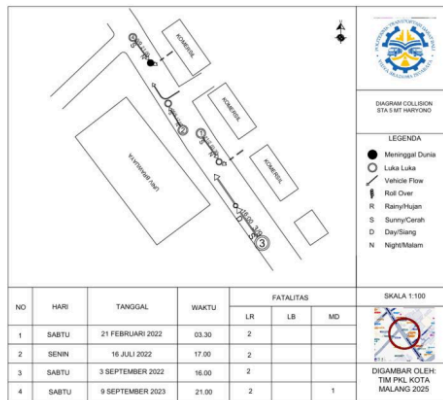 KOMERSIL
KOMERSIL
KOMERSIL
UNIV BRAWIJAYA
3
DIAGRAM COLLISION
STA 5 MT HARYONO
LEGENDA
Meninggal Dunia
Luka Luka
Vehicle Flow
Roll Over
R Rainy/Hujan
S Sunny/Cerah
D Day/Siang
N Night/Malam
SKALA 1:100
DIGAMBAR OLEH:
TIM PKL KOTA
MALANG 2025
NO HARI TANGGAL WAKTU FATALITAS
LR LB MD
1 SABTU 21 FEBRUARI 2022 03.30 2
2 SENIN 16 JULI 2022 17.00 2
3 SABTU 3 SEPTEMBER 2022 16.00 2
4 SABTU 9 SEPTEMBER 2023 21.00 2 1